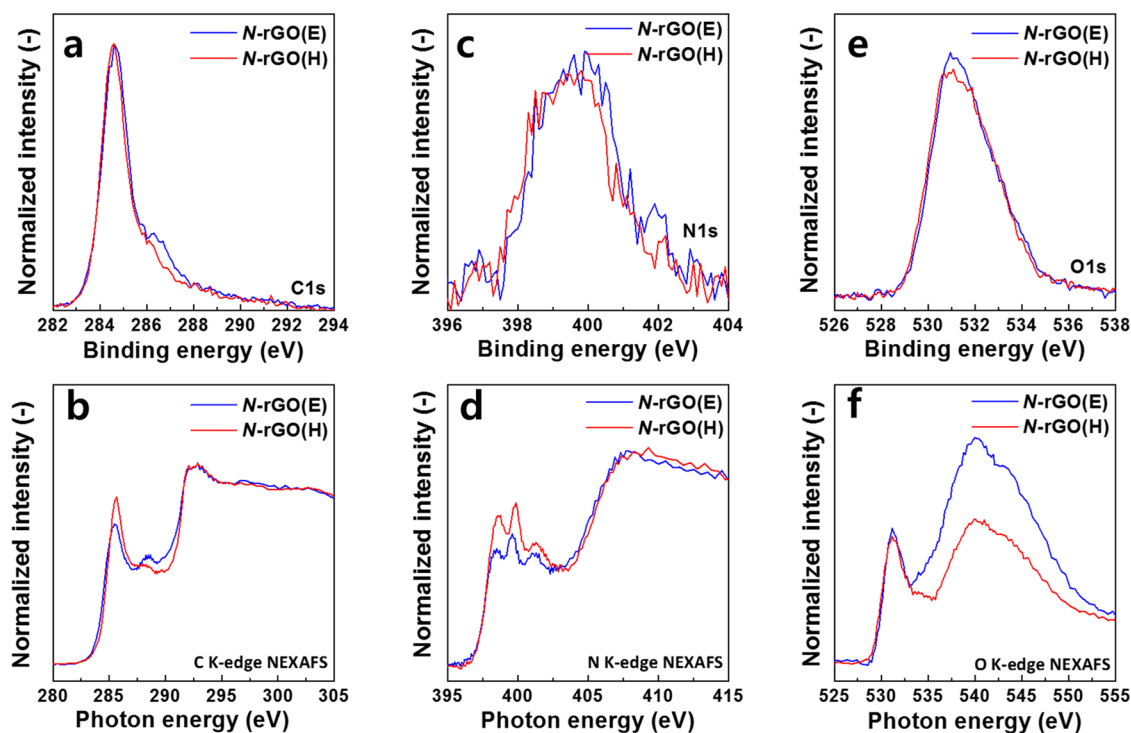 a
N-rGO(E)
N-rGO(H)
C1s
Normalized intensity (-)
282 284 286 288 290 292 294
Binding energy (eV)
c
N-rGO(E)
N-rGO(H)
N1s
Normalized intensity (-)
396 398 400 402 404
Binding energy (eV)
e
N-rGO(E)
N-rGO(H)
O1s
Normalized intensity (-)
526 528 530 532 534 536 538
Binding energy (eV)
b
N-rGO(E)
N-rGO(H)
C K-edge NEXAFS
Normalized intensity (-)
280 285 290 295 300 305
Photon energy (eV)
d
N-rGO(E)
N-rGO(H)
N K-edge NEXAFS
Normalized intensity (-)
395 400 405 410 415
Photon energy (eV)
f
N-rGO(E)
N-rGO(H)
O K-edge NEXAFS
Normalized intensity (-)
525 530 535 540 545 550 555
Photon energy (eV)